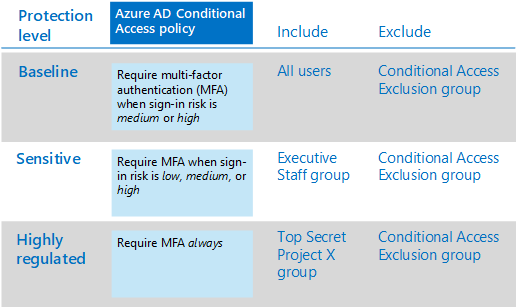 Protection level
Azure AD Conditional Access policy
Include
Exclude
Baseline
Require multi-factor
authentication (MFA)
when sign-in risk is
medium or high
All users
Conditional Access
Exclusion group
Sensitive
Require MFA when sign-
in risk is low, medium, or
high
Executive
Staff group
Conditional Access
Exclusion group
Highly
regulated
Require MFA always
Top Secret
Project X
group
Conditional Access
Exclusion group